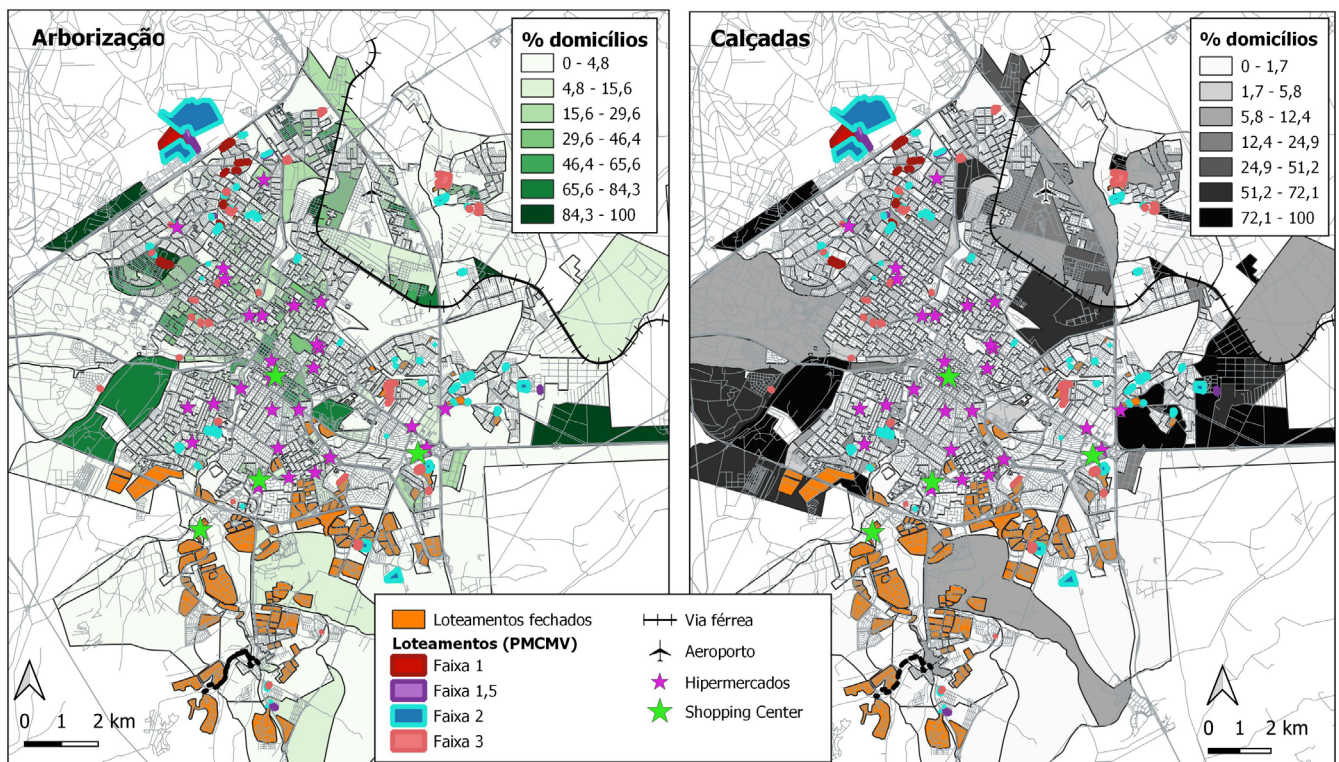 Arborização
% domicílios
0 - 4,8
4,8 - 15,6
15,6 - 29,6
29,6 - 46,4
46,4 - 65,6
65,6 - 84,3
84,3 - 100
Calçadas
% domicílios
0 - 1,7
1,7 - 5,8
5,8 - 12,4
12,4 - 24,9
24,9 - 51,2
51,2 - 72,1
72,1 - 100
Loteamentos fechados
Loteamentos (PMCMV)
Faixa 1
Faixa 1,5
Faixa 2
Faixa 3
Via férrea
Aeroporto
Hipermercados
Shopping Center
0 1 2 km
0 1 2 km